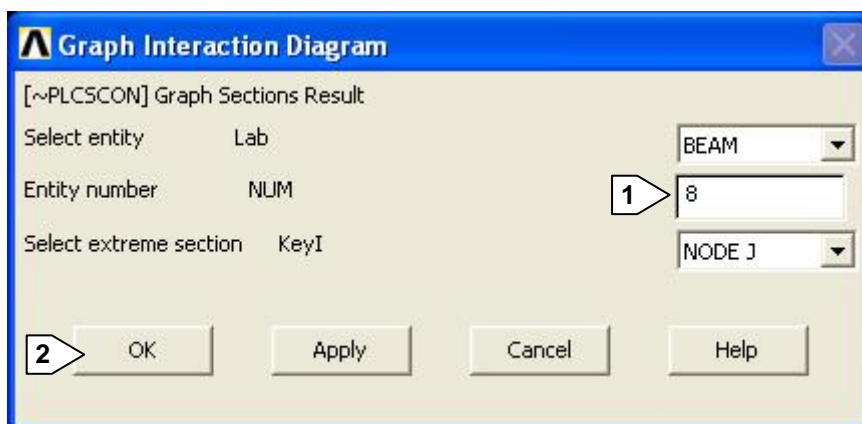 Graph Interaction Diagram
[~PLCSCON] Graph Sections Result
Select entity Lab BEAM
Entity number NUM 1 8
Select extreme section KeyI NODE J
2 OK Apply Cancel Help